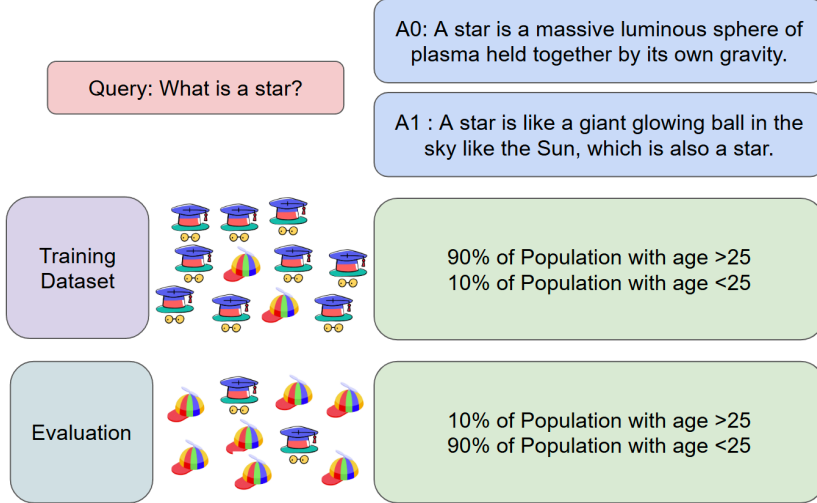 Query: What is a star?
A0: A star is a massive luminous sphere of
plasma held together by its own gravity.
A1 : A star is like a giant glowing ball in the
sky like the Sun, which is also a star.
Training
Dataset
90% of Population with age >25
10% of Population with age <25
Evaluation
10% of Population with age >25
90% of Population with age <25